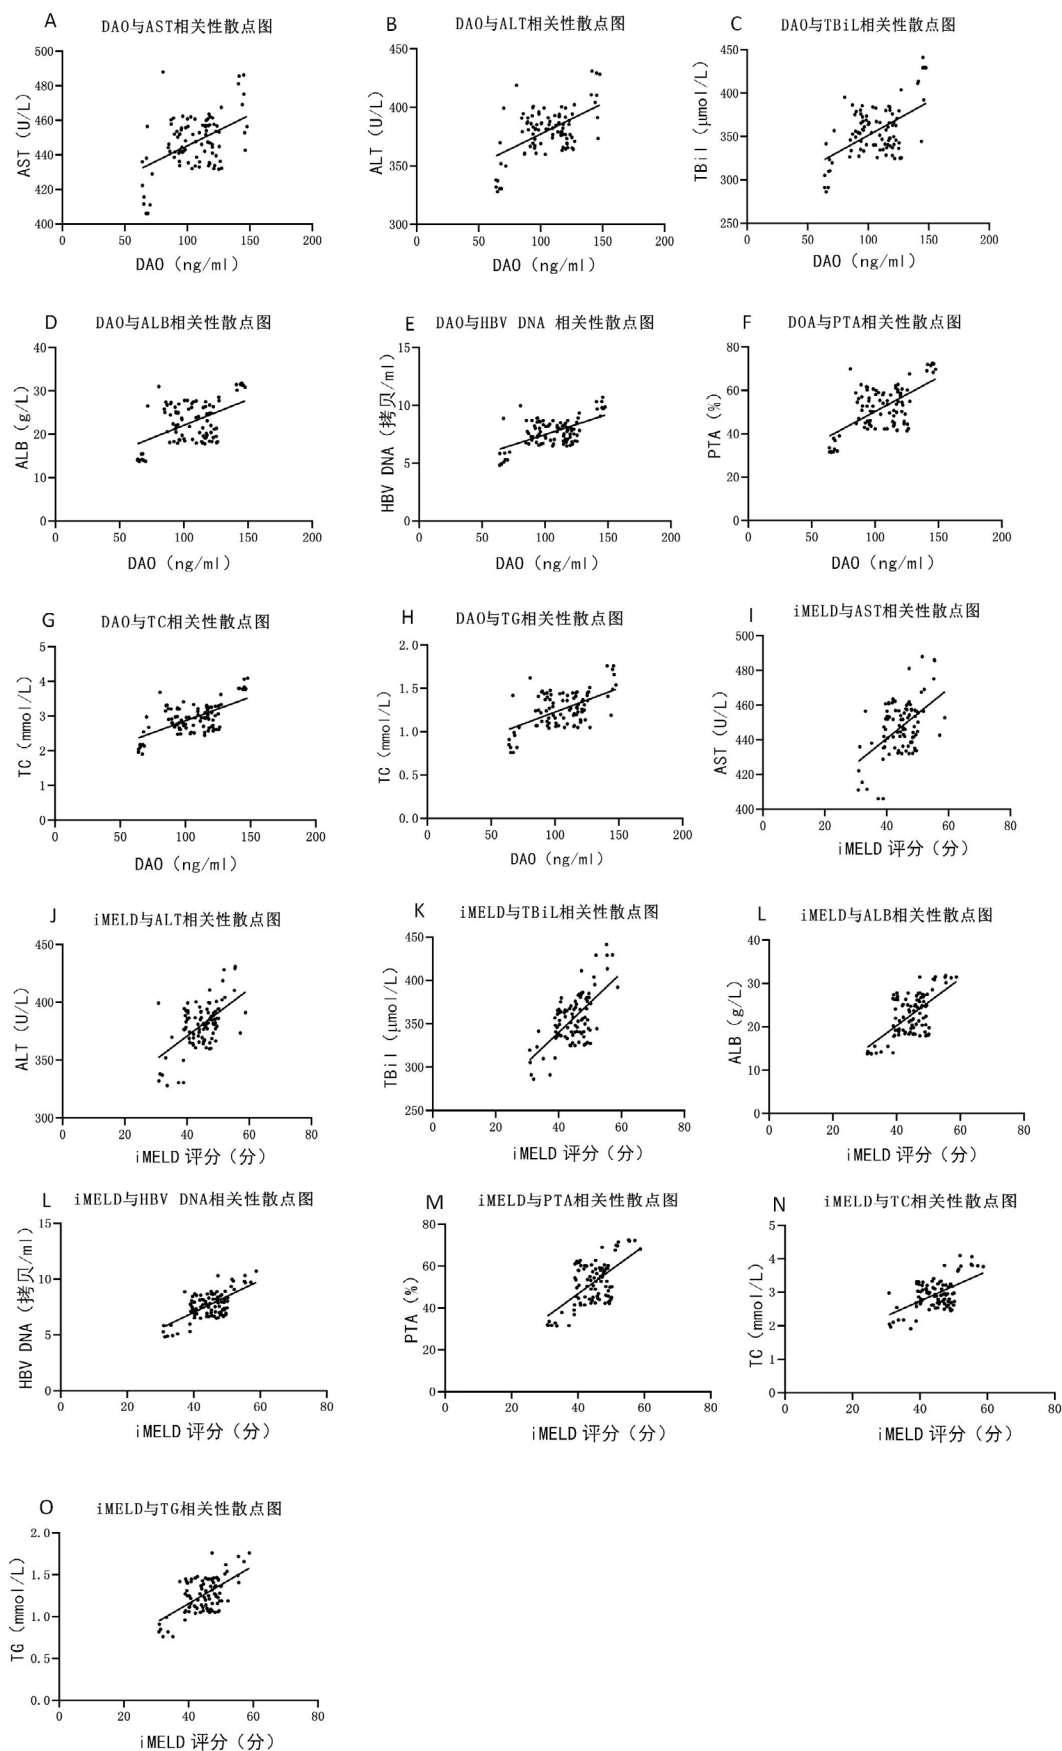 A DAO与AST相关性散点图
B DAO与ALT相关性散点图
C DAO与TBiL相关性散点图
AST (U/L)
500
480
460
440
420
400
0 50 100 150 200
DAO (ng/ml)
ALT (U/L)
450
400
350
300
0 50 100 150 200
DAO (ng/ml)
TBil (μmol/L)
450
400
350
300
250
0 50 100 150 200
DAO (ng/ml)
D DAO与ALB相关性散点图
E DAO与HBV DNA 相关性散点图
F DOA与PTA相关性散点图
ALB (g/L)
40
30
20
10
0
0 50 100 150 200
DAO (ng/ml)
HBV DNA (拷贝/ml)
15
10
5
0
0 50 100 150 200
DAO (ng/ml)
PTA (%)
80
60
40
20
0
0 50 100 150 200
DAO (ng/ml)
G DAO与TC相关性散点图
H DAO与TG相关性散点图
I iMELD与AST相关性散点图
TC (mmol/L)
5
4
3
2
1
0
0 50 100 150 200
DAO (ng/ml)
TC (mmol/L)
2.0
1.5
1.0
0.5
0.0
0 50 100 150 200
DAO (ng/ml)
AST (U/L)
500
480
460
440
420
400
0 20 40 60 80
iMELD 评分(分)
J iMELD与ALT相关性散点图
K iMELD与TBiL相关性散点图
L iMELD与ALB相关性散点图
ALT (U/L)
450
400
350
300
0 20 40 60 80
iMELD 评分(分)
TBil (μmol/L)
450
400
350
300
250
0 20 40 60 80
iMELD 评分(分)
ALB (g/L)
40
30
20
10
0
0 20 40 60 80
iMELD 评分(分)
L iMELD与HBV DNA相关性散点图
M iMELD与PTA相关性散点图
N iMELD与TC相关性散点图
HBV DNA (拷贝/ml)
15
10
5
0
0 20 40 60 80
iMELD 评分(分)
PTA (%)
80
60
40
20
0
0 20 40 60 80
iMELD 评分(分)
TC (mmol/L)
5
4
3
2
1
0
0 20 40 60 80
iMELD 评分(分)
O iMELD与TG相关性散点图
TG (mmol/L)
2.0
1.5
1.0
0.5
0.0
0 20 40 60 80
iMELD 评分(分)